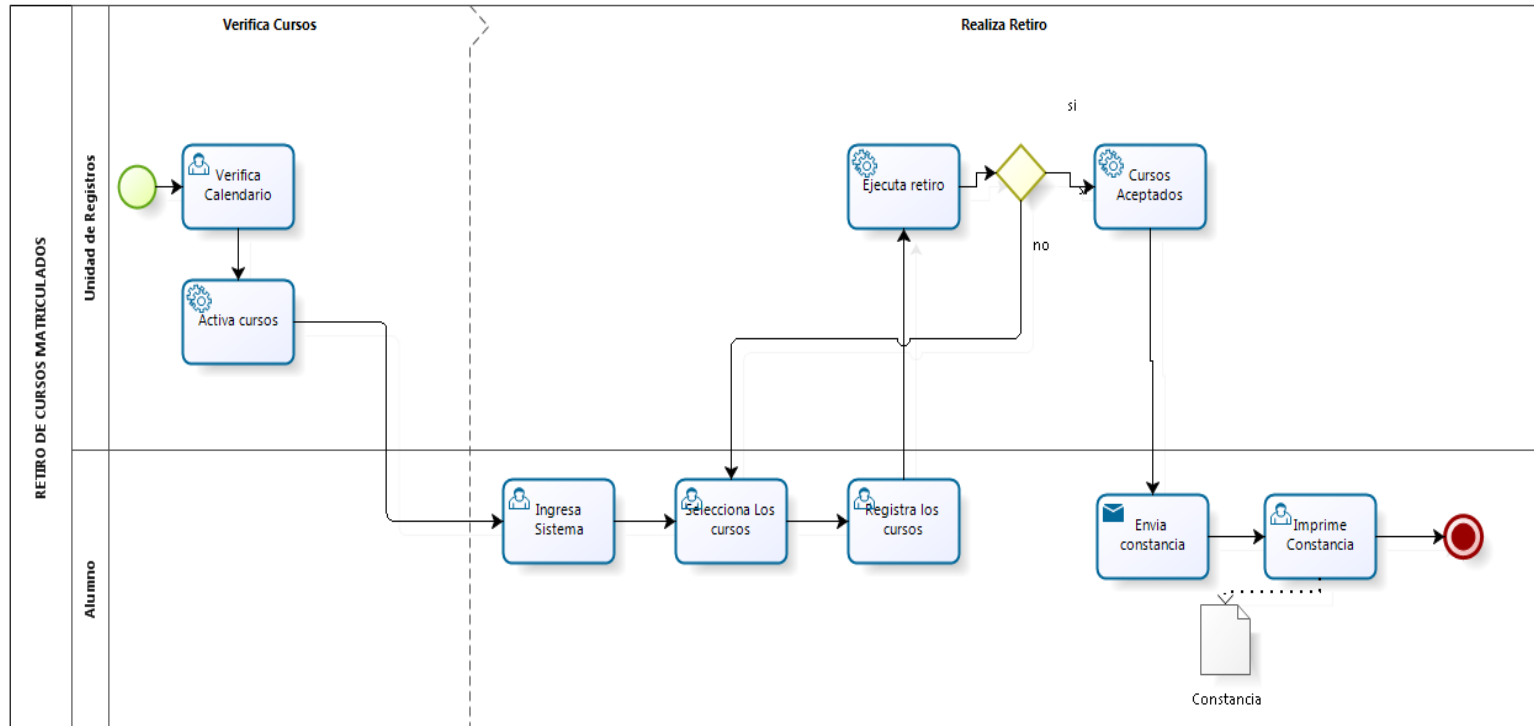 RETIRO DE CURSOS MATRICULADOS
Verifica Cursos
Realiza Retiro
Unidad de Registros
Verifica
Calendario
Activa cursos
Ejecuta retiro
si
no
Cursos
Aceptados
Alumno
Ingresa
Sistema
Selecciona Los
cursos
Registra los
cursos
Envia
constancia
Imprime
Constancia
Constancia